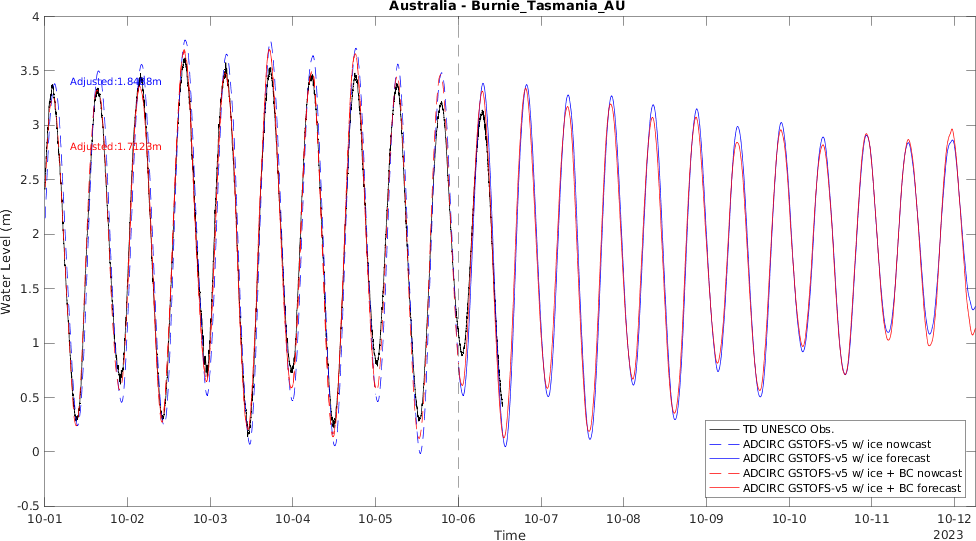 Australia - Burnie_Tasmania_AU
4
3.5
3
2.5
2
1.5
1
0.5
0
-0.5
Water Level (m)
Adjusted:1.7123m
TD UNESCO Obs.
ADCIRC GSTOFS-v5 w/ ice nowcast
ADCIRC GSTOFS-v5 w/ ice forecast
ADCIRC GSTOFS-v5 w/ ice + BC nowcast
ADCIRC GSTOFS-v5 w/ ice + BC forecast
10-01 10-02 10-03 10-04 10-05 10-06 10-07 10-08 10-09 10-10 10-11 10-12
2023
Time